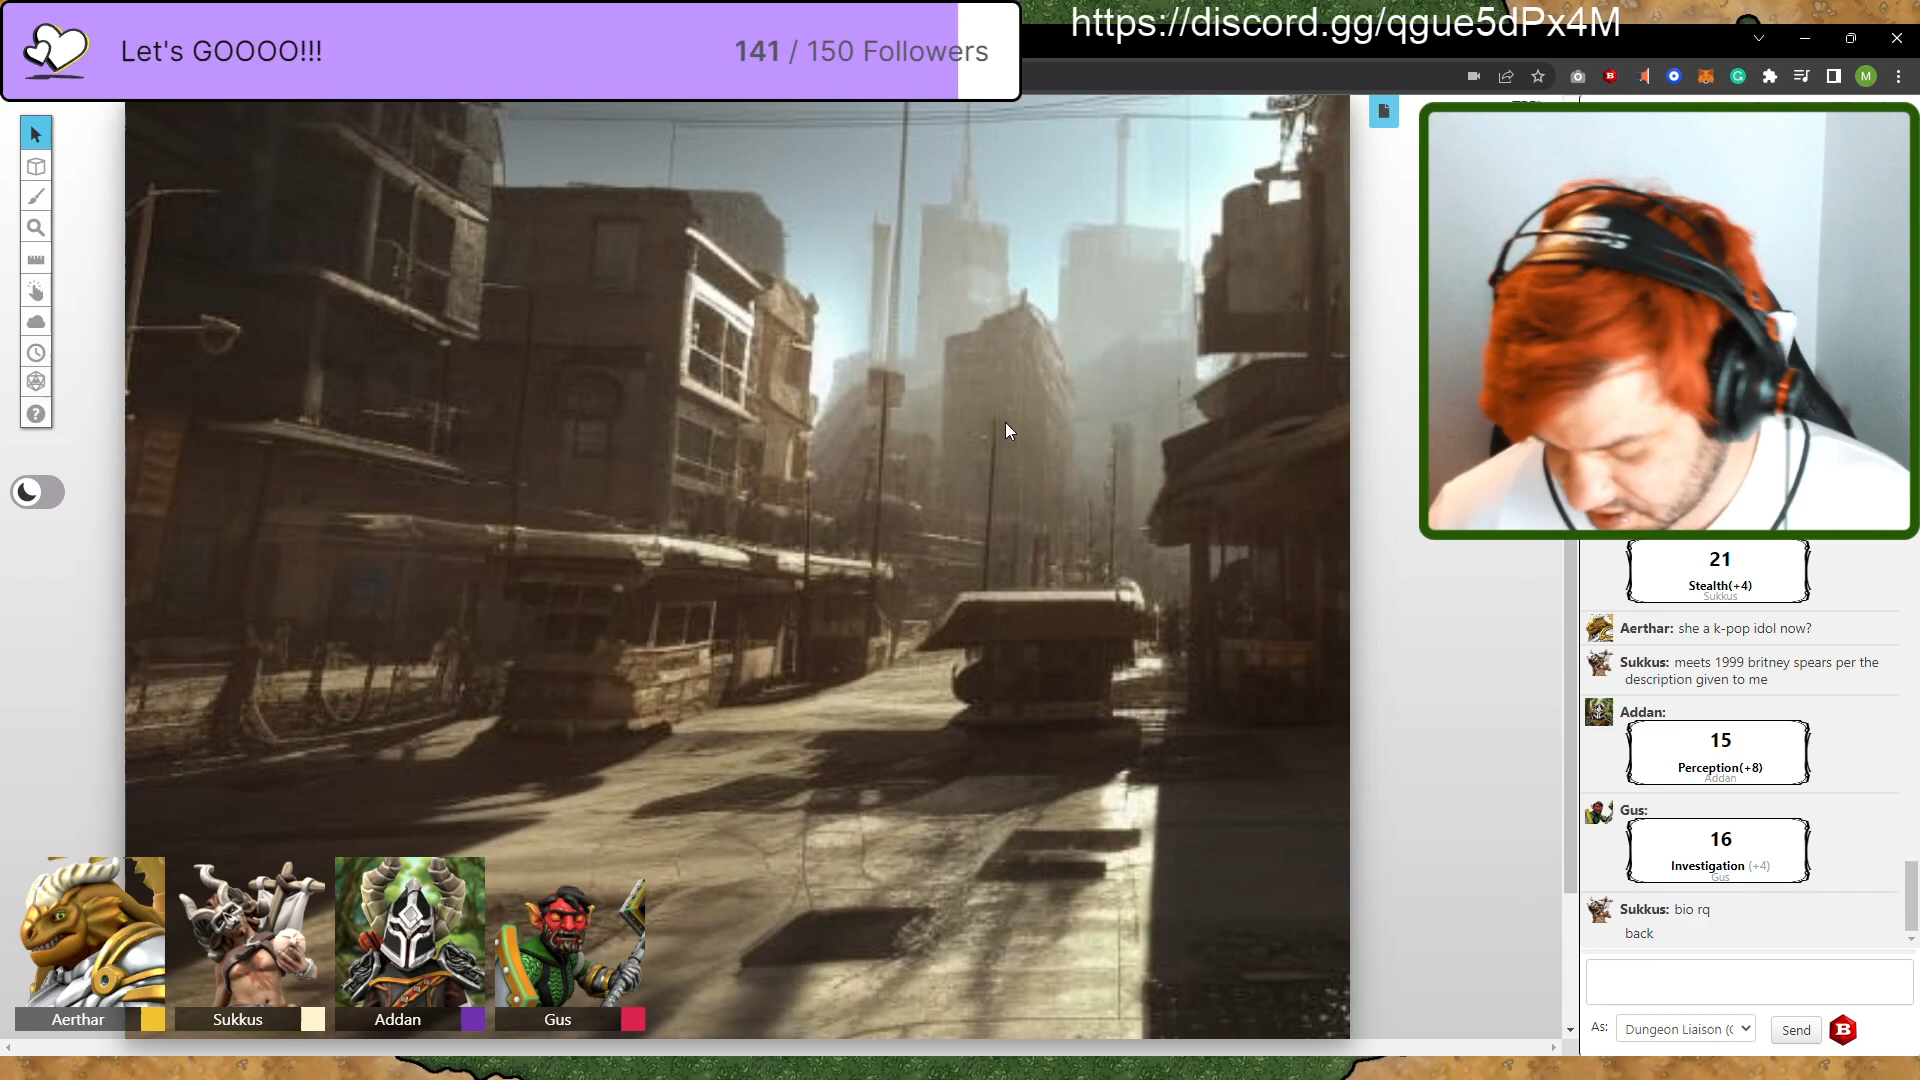 https://discord.gg/qgue5dPx4M
Let's GOOOO!!!
141 / 150 Followers
M
21
Stealth(+4)
Sukkus
Aerthar: she a k-pop idol now?
Sukkus: meets 1999 britney spears per the
description given to me
Addan:
15
Perception(+8)
Addan
Gus:
16
Investigation (+4)
Gus
Sukkus: bio rq
back
Aerthar
Sukkus
Addan
Gus
As:
Dungeon Liaison (
Send
B